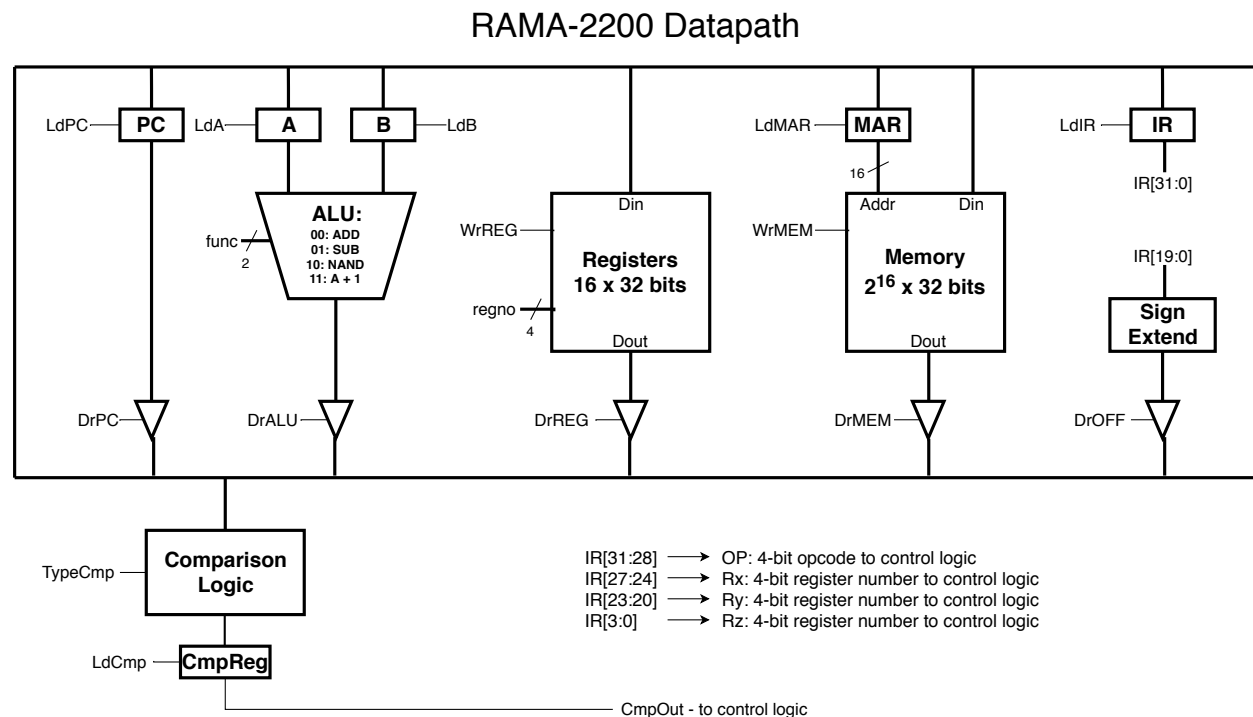 RAMA-2200 Datapath
LdPC
PC
LdA
A
B
LdB
LdMAR
MAR
LdIR
IR
16
IR[31:0]
ALU:
00: ADD
01: SUB
10: NAND
11: A + 1
func
2
Din
WrREG
Registers
16 x 32 bits
regno
4
Dout
Addr
Din
WrMEM
Memory
2^16 x 32 bits
Dout
IR[19:0]
Sign
Extend
DrPC
DrALU
DrREG
DrMEM
DrOFF
TypeCmp
Comparison
Logic
LdCmp
CmpReg
CmpOut - to control logic
IR[31:28] → OP: 4-bit opcode to control logic
IR[27:24] → Rx: 4-bit register number to control logic
IR[23:20] → Ry: 4-bit register number to control logic
IR[3:0] → Rz: 4-bit register number to control logic